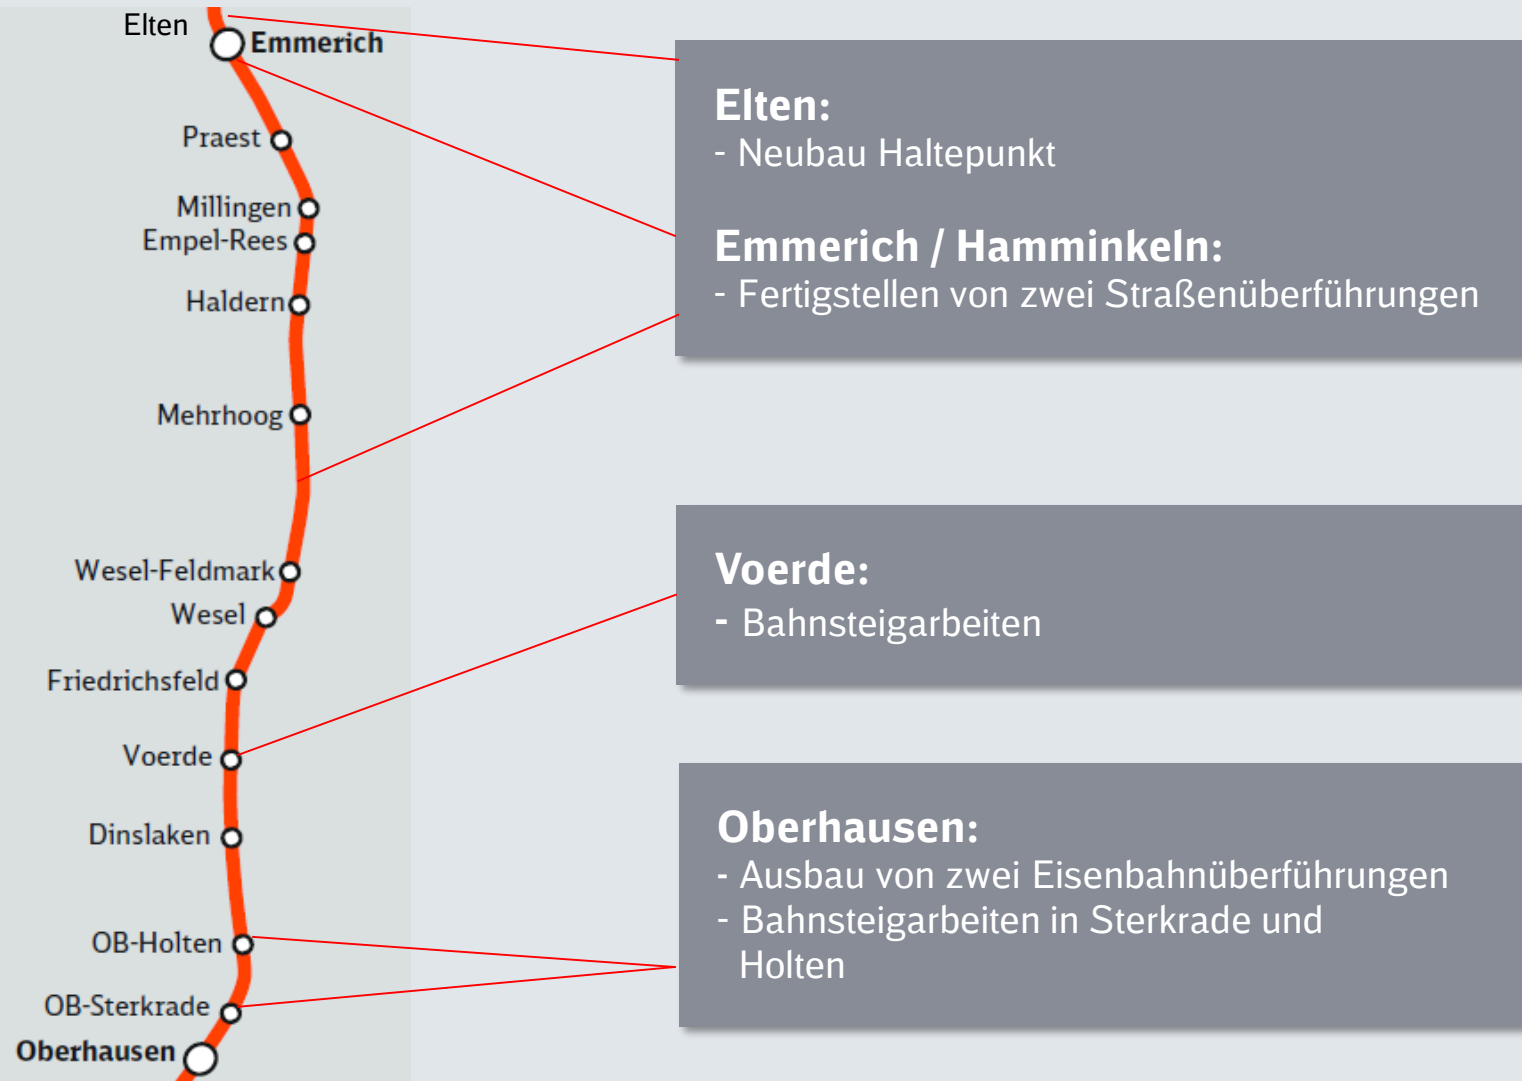 Elten
Emmerich
Praest
Millingen
Empel-Rees
Haldern
Mehrhoog
Wesel-Feldmark
Wesel
Friedrichsfeld
Voerde
Dinslaken
OB-Holten
OB-Sterkrade
Oberhausen
Elten:
- Neubau Haltepunkt
Emmerich / Hamminkeln:
- Fertigstellen von zwei Straßenüberführungen
Voerde:
- Bahnsteigarbeiten
Oberhausen:
- Ausbau von zwei Eisenbahnüberführungen
- Bahnsteigarbeiten in Sterkrade und
Holten